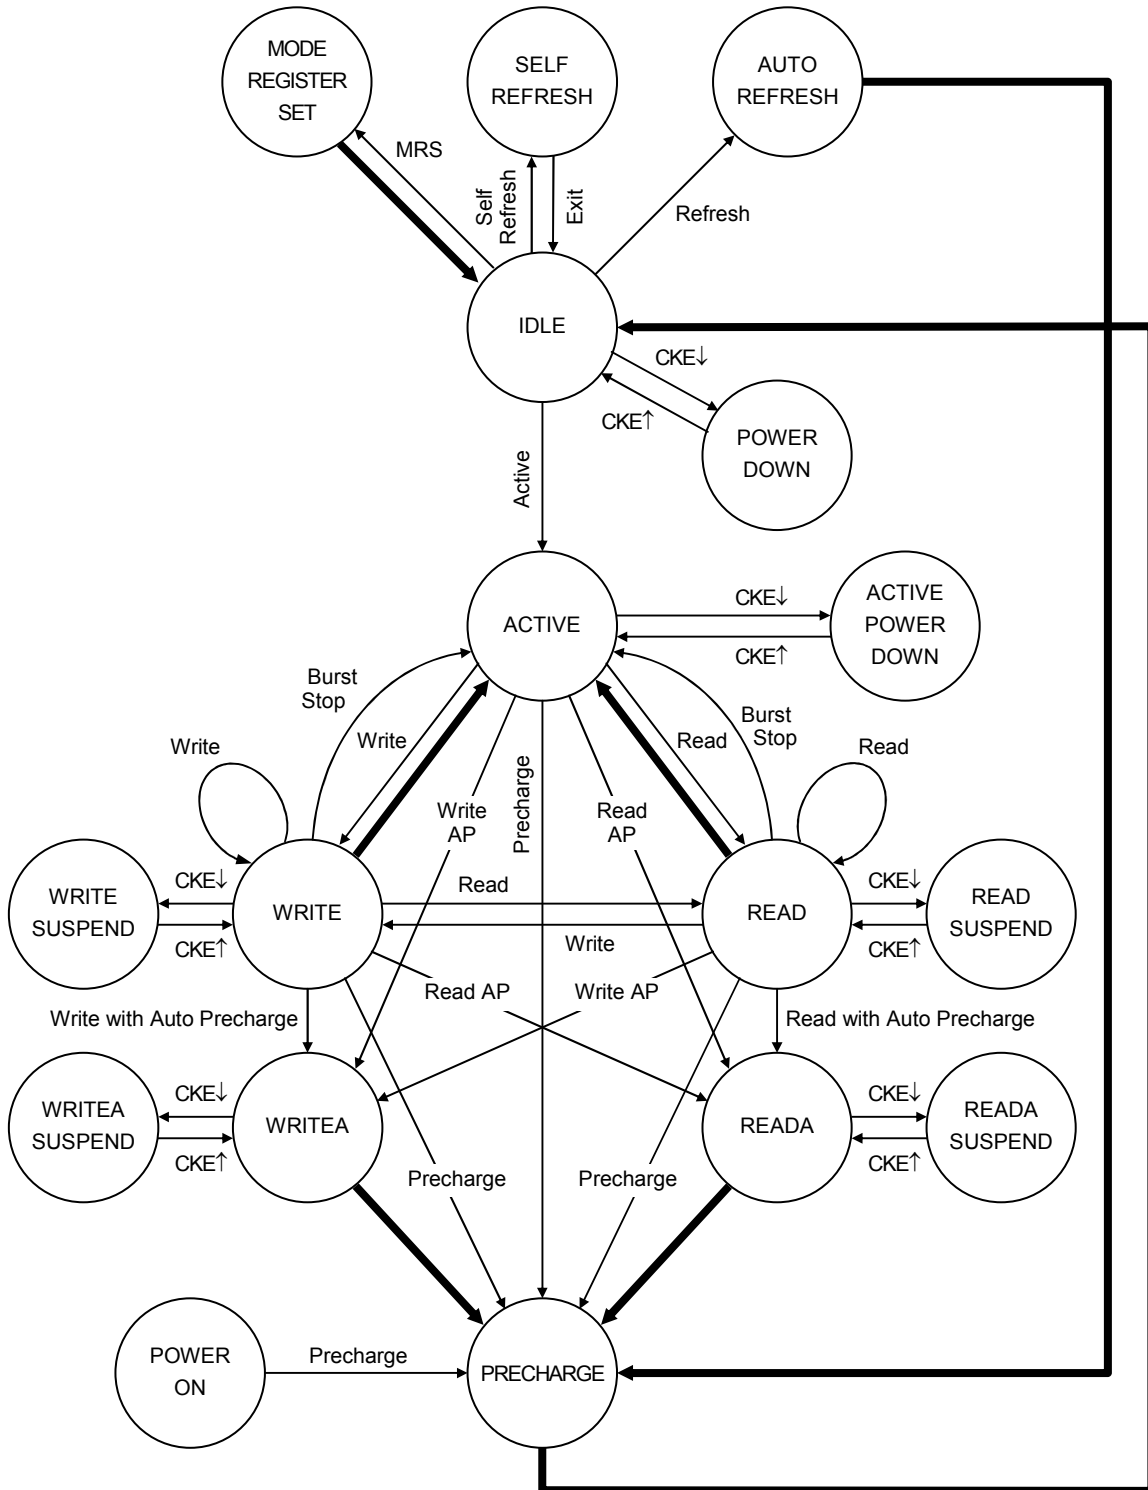 MODE
REGISTER
SET
SELF
REFRESH
AUTO
REFRESH
MRS
Self
Refresh
Exit
Refresh
IDLE
CKE↓
CKE↑
POWER
DOWN
Active
ACTIVE
CKE↓
CKE↑
ACTIVE
POWER
DOWN
Burst
Stop
Write
Read
Burst
Stop
Write
Read
Write
AP
Precharge
Read
AP
WRITE
SUSPEND
CKE↓
CKE↑
WRITE
Read
Write
READ
CKE↓
CKE↑
READ
SUSPEND
Read AP
Write AP
Write with Auto Precharge
Read with Auto Precharge
WRITEA
SUSPEND
CKE↓
CKE↑
WRITEA
READA
CKE↓
CKE↑
READA
SUSPEND
Precharge
Precharge
POWER
ON
Precharge
PRECHARGE